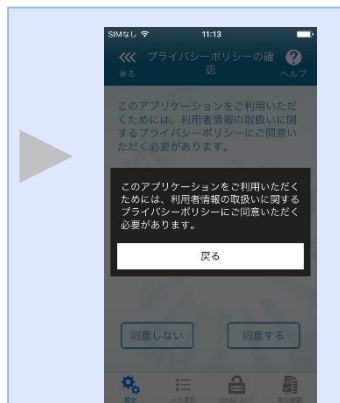 SIMなし 11:13
プライバシーポリシーの確
認
戻る ヘルプ
このアプリケーションをご利用いただ
くためには、利用者情報の取扱いに関
するプライバシーポリシーにご同意い
ただく必要があります。
このアプリケーションをご利用いただく
ためには、利用者情報の取扱いに関する
プライバシーポリシーにご同意いただく
必要があります。
戻る
同意しない 同意する
設定